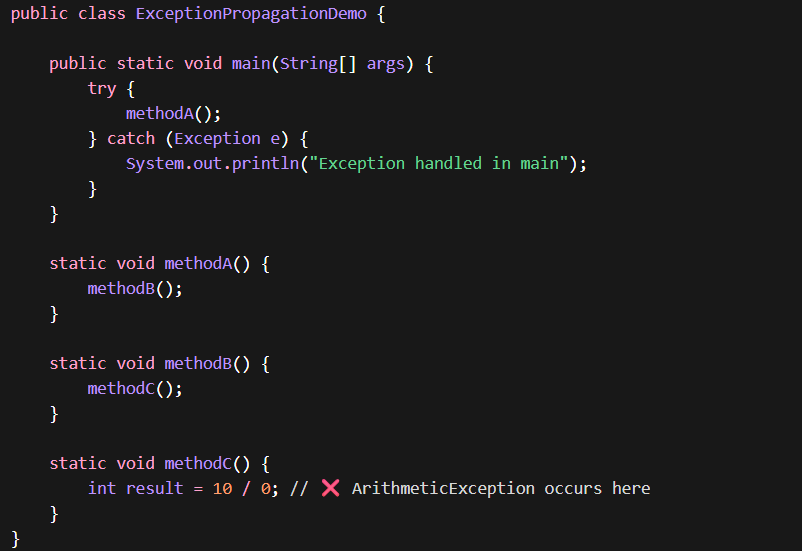 public class ExceptionPropagationDemo {
public static void main(String[] args) {
try {
methodA();
} catch (Exception e) {
System.out.println("Exception handled in main");
}
}
static void methodA() {
methodB();
}
static void methodB() {
methodC();
}
static void methodC() {
int result = 10 / 0; // ❌ ArithmeticException occurs here
}
}